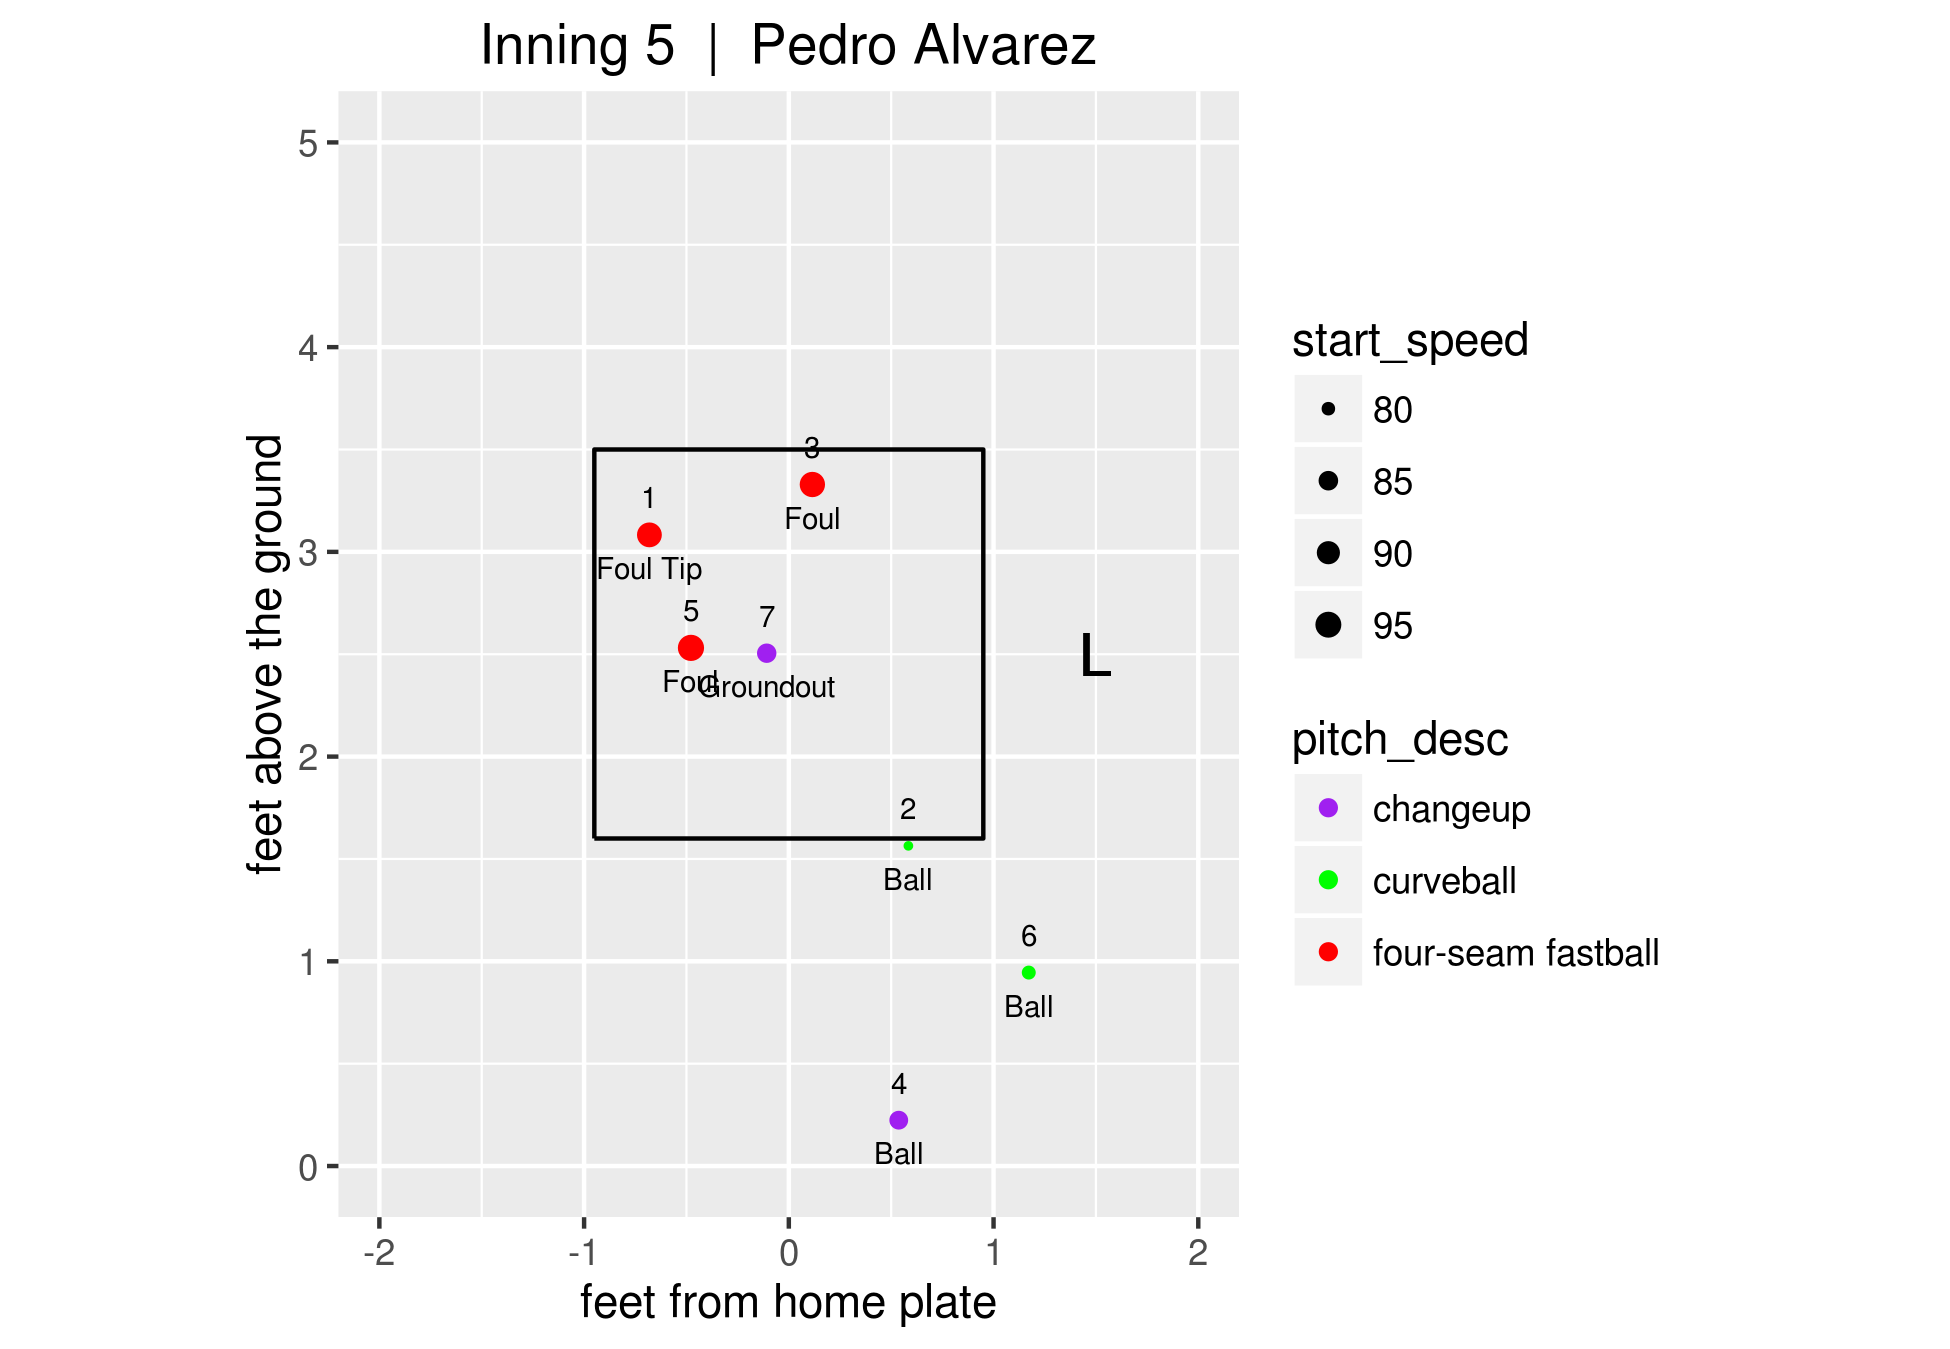 Inning 5 | Pedro Alvarez
feet above the ground
5
4
3
2
1
0
3
Foul
1
Foul Tip
5
Foul
7
Groundout
L
2
Ball
6
Ball
4
Ball
-2 -1 0 1 2
feet from home plate
start_speed
80
85
90
95
pitch_desc
changeup
curveball
four-seam fastball